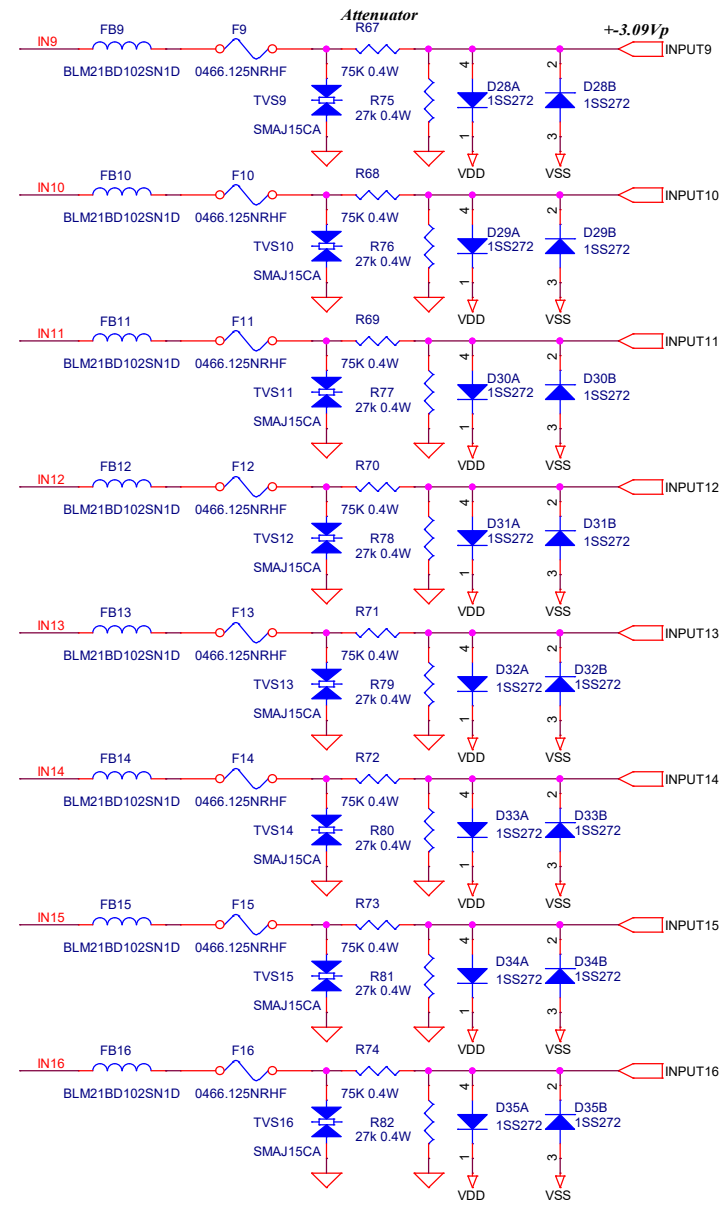 Attenuator
IN9 FB9 F9 R67 +-3.09Vp INPUT9
BLM21BD102SN1D 0466.125NRHF 75K 0.4W 4 D28A 1SS272 2 D28B 1SS272
TVS9 R75 27k 0.4W
SMAJ15CA 1 3
VDD VSS
IN10 FB10 F10 R68 INPUT10
BLM21BD102SN1D 0466.125NRHF 75K 0.4W 4 D29A 1SS272 2 D29B 1SS272
TVS10 R76 27k 0.4W
SMAJ15CA 1 3
VDD VSS
IN11 FB11 F11 R69 INPUT11
BLM21BD102SN1D 0466.125NRHF 75K 0.4W 4 D30A 1SS272 2 D30B 1SS272
TVS11 R77 27k 0.4W
SMAJ15CA 1 3
VDD VSS
IN12 FB12 F12 R70 INPUT12
BLM21BD102SN1D 0466.125NRHF 75K 0.4W 4 D31A 1SS272 2 D31B 1SS272
TVS12 R78 27k 0.4W
SMAJ15CA 1 3
VDD VSS
IN13 FB13 F13 R71 INPUT13
BLM21BD102SN1D 0466.125NRHF 75K 0.4W 4 D32A 1SS272 2 D32B 1SS272
TVS13 R79 27k 0.4W
SMAJ15CA 1 3
VDD VSS
IN14 FB14 F14 R72 INPUT14
BLM21BD102SN1D 0466.125NRHF 75K 0.4W 4 D33A 1SS272 2 D33B 1SS272
TVS14 R80 27k 0.4W
SMAJ15CA 1 3
VDD VSS
IN15 FB15 F15 R73 INPUT15
BLM21BD102SN1D 0466.125NRHF 75K 0.4W 4 D34A 1SS272 2 D34B 1SS272
TVS15 R81 27k 0.4W
SMAJ15CA 1 3
VDD VSS
IN16 FB16 F16 R74 INPUT16
BLM21BD102SN1D 0466.125NRHF 75K 0.4W 4 D35A 1SS272 2 D35B 1SS272
TVS16 R82 27k 0.4W
SMAJ15CA 1 3
VDD VSS